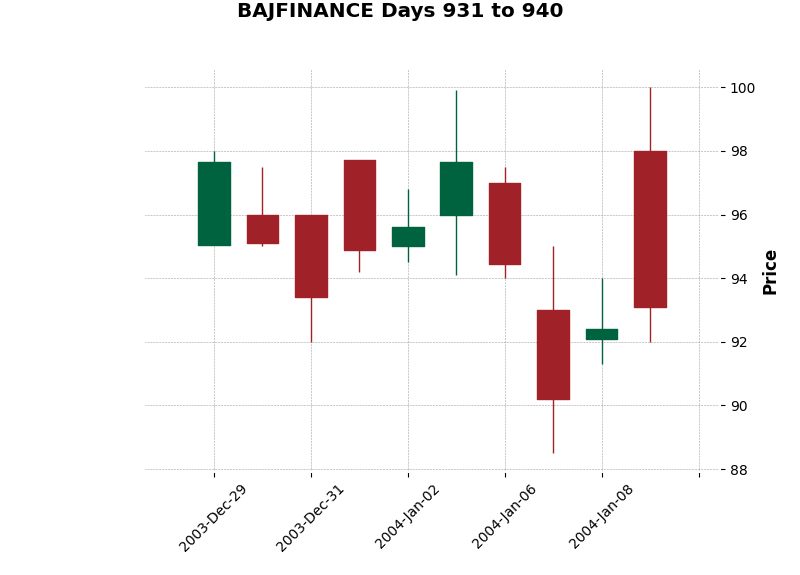 BAJFINANCE Days 931 to 940
100
98
96
94
92
90
88
Price
2003-Dec-29
2003-Dec-31
2004-Jan-02
2004-Jan-06
2004-Jan-08